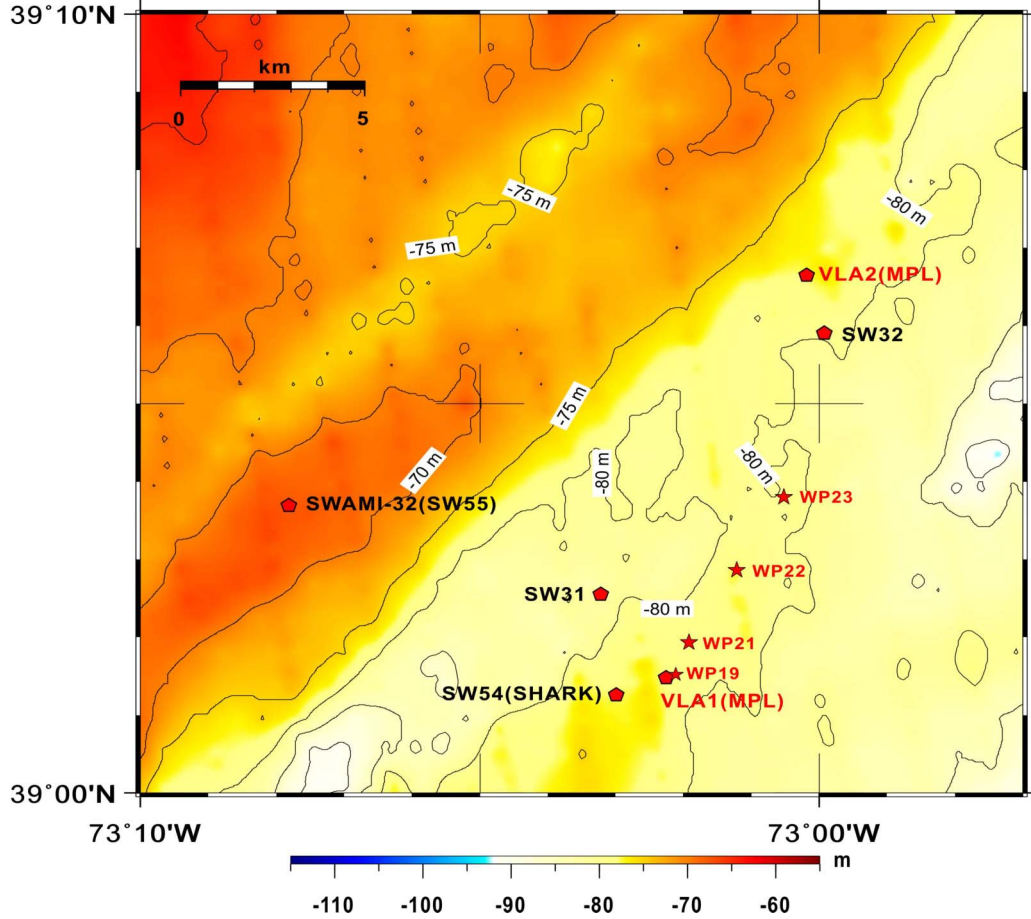 39°10'N
km
0 5
-75 m
-80 m
-75 m
VLA2(MPL)
SW32
-75 m
-70 m
-80 m
-80 m
SWAMI-32(SW55)
WP23
WP22
SW31
-80 m
WP21
WP19
SW54(SHARK)
VLA1(MPL)
39°00'N
73°10'W 73°00'W
m
-110 -100 -90 -80 -70 -60